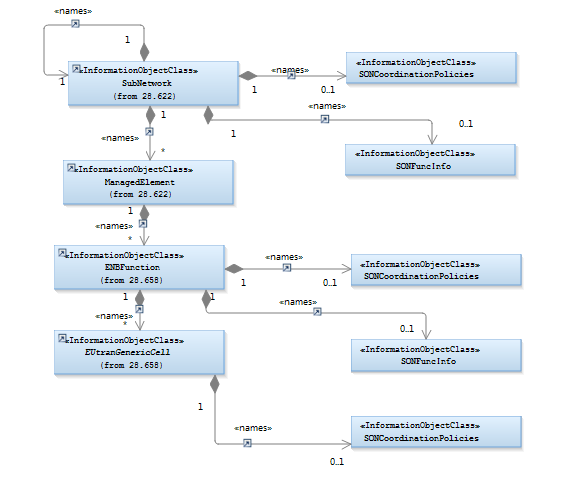 «names»
1
1
«InformationObjectClass»
SubNetwork
(from 28.622)
«names»
1
0..1
«InformationObjectClass»
SONCoordinationPolicies
1
«names»
*
«names»
1
0..1
«InformationObjectClass»
SONFuncInfo
«InformationObjectClass»
ManagedElement
(from 28.622)
1
«names»
*
«InformationObjectClass»
ENBFunction
(from 28.658)
«names»
1
0..1
«InformationObjectClass»
SONCoordinationPolicies
1
«names»
*
1
«names»
0..1
«InformationObjectClass»
SONFuncInfo
«InformationObjectClass»
EUtranGenericCell
(from 28.658)
1
«names»
0..1
«InformationObjectClass»
SONCoordinationPolicies